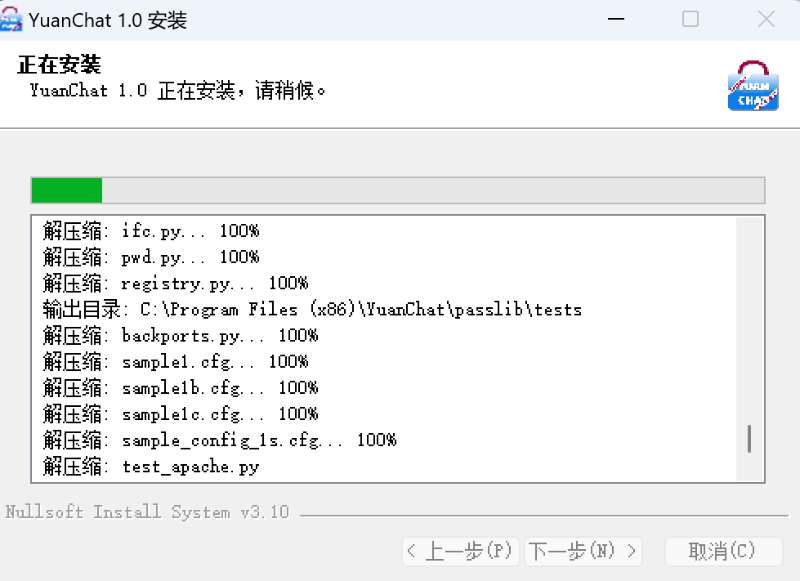 YuanChat 1.0 安装
正在安装
YuanChat 1.0 正在安装，请稍候。
YUAN
CHAT
解压缩: ifc.py... 100%
解压缩: pwd.py... 100%
解压缩: registry.py... 100%
输出目录: C:\Program Files (x86)\YuanChat\passlib\tests
解压缩: backports.py... 100%
解压缩: sample1.cfg... 100%
解压缩: sample1b.cfg... 100%
解压缩: sample1c.cfg... 100%
解压缩: sample_config_1s.cfg... 100%
解压缩: test_apache.py
Nullsoft Install System v3.10
< 上一步(P) 下一步(N) > 取消(C)